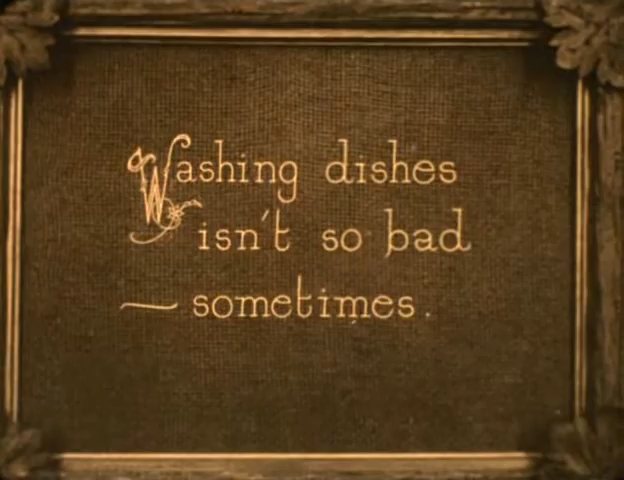 Washing dishes
isn't so bad
— sometimes.